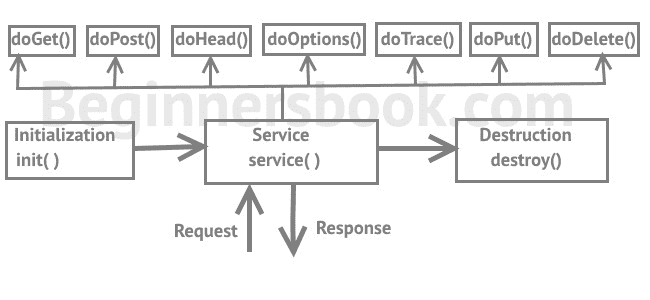 doGet() doPost() doHead() doOptions() doTrace() doPut() doDelete()
Beginnersbook.com
Initialization
init( )
Service
service( )
Destruction
destroy()
Request
Response